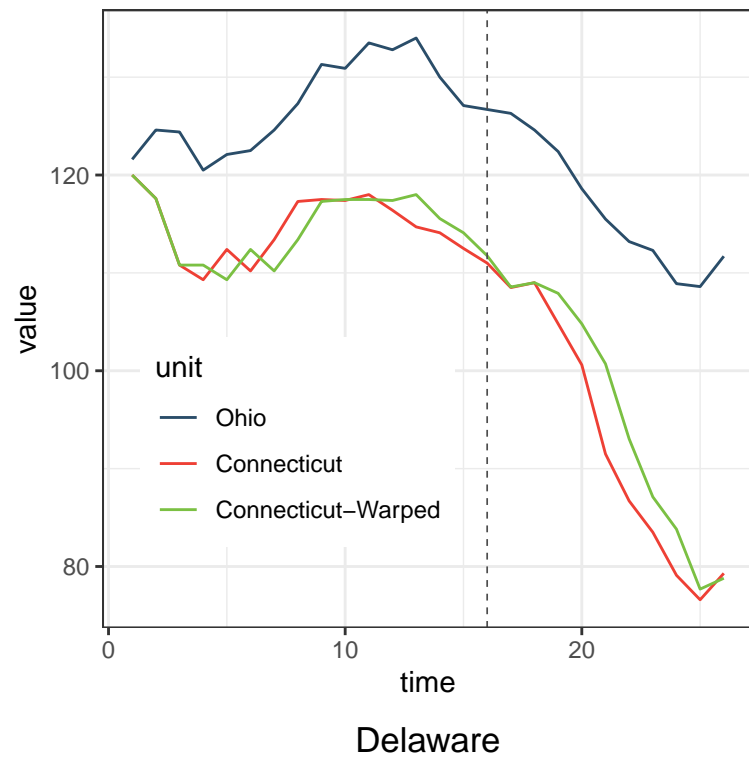 value
120
100
80
unit
Ohio
Connecticut
Connecticut−Warped
0 10 20
time
Delaware